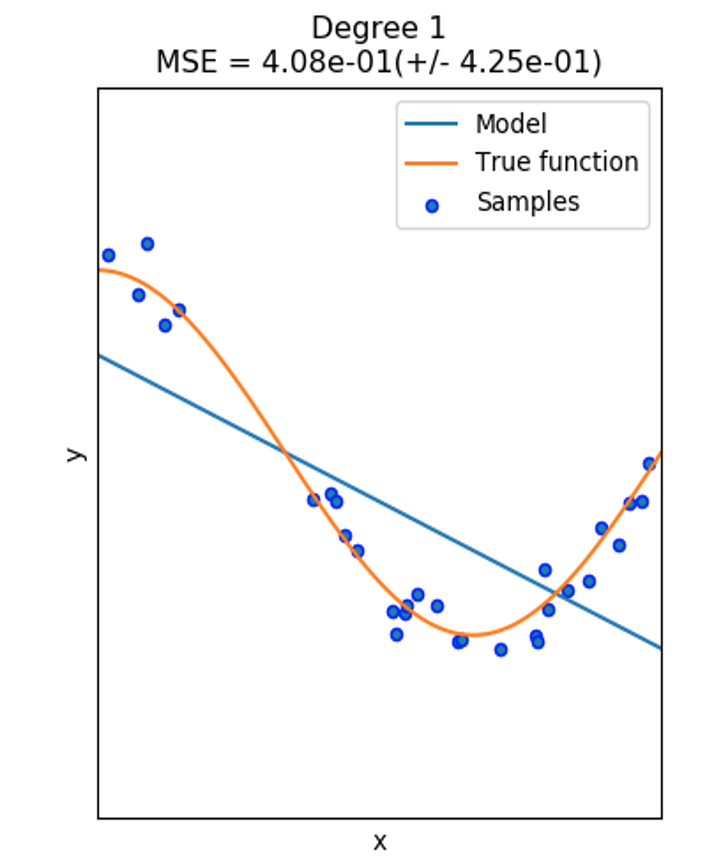 Degree 1
MSE = 4.08e-01(+/- 4.25e-01)
Model
True function
Samples
y
x